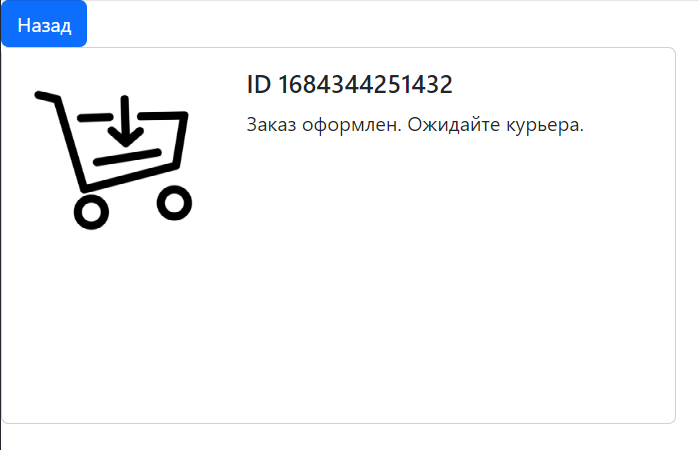 Назад
ID 1684344251432
Заказ оформлен. Ожидайте курьера.